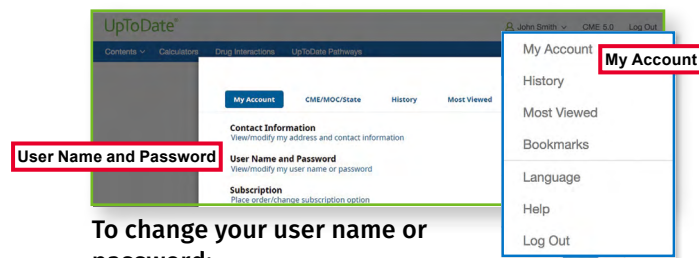 UpToDate®
John Smith CME 5.0 Log Out
Contents Calculators Drug Interactions UpToDate Pathways
My Account CME/MOC/State History Most Viewed
Contact Information
View/modify my address and contact information
User Name and Password
User Name and Password
View/modify my user name or password
Subscription
Place order/change subscription option
My Account
My Account
History
Most Viewed
Bookmarks
Language
Help
Log Out
To change your user name or
password: